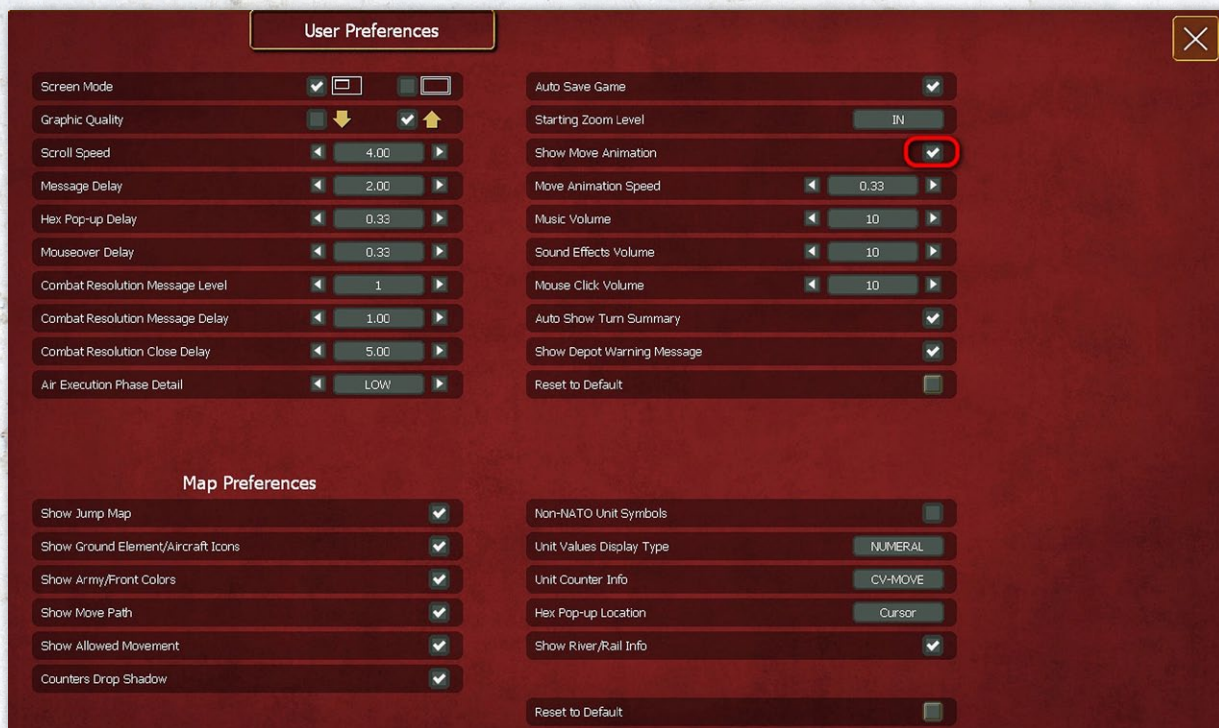 User Preferences
Screen Mode
Graphic Quality
Scroll Speed 4.00
Message Delay 2.00
Hex Pop-up Delay 0.33
Mouseover Delay 0.33
Combat Resolution Message Level 1
Combat Resolution Message Delay 1.00
Combat Resolution Close Delay 5.00
Air Execution Phase Detail LOW
Auto Save Game
Starting Zoom Level IN
Show Move Animation
Move Animation Speed 0.33
Music Volume 10
Sound Effects Volume 10
Mouse Click Volume 10
Auto Show Turn Summary
Show Depot Warning Message
Reset to Default
Map Preferences
Show Jump Map
Show Ground Element/Aircraft Icons
Show Army/Front Colors
Show Move Path
Show Allowed Movement
Counters Drop Shadow
Non-NATO Unit Symbols
Unit Values Display Type NUMERAL
Unit Counter Info CV-MOVE
Hex Pop-up Location Cursor
Show River/Rail Info
Reset to Default